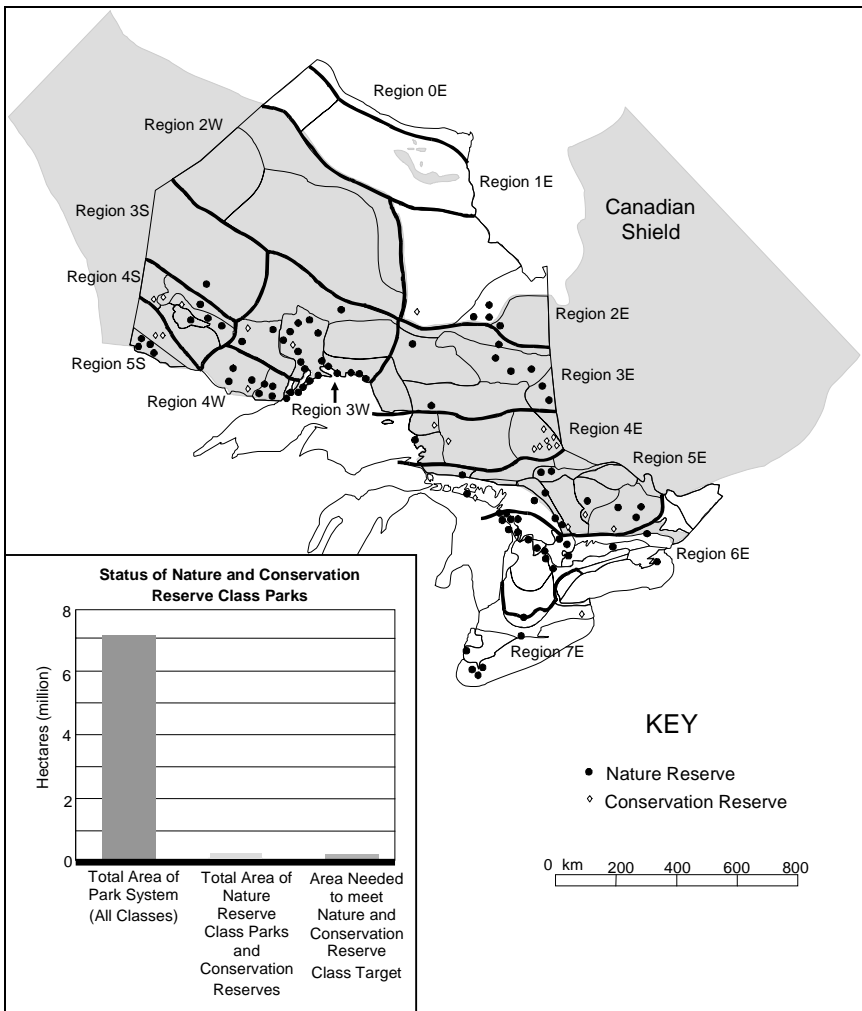 Region 0E
Region 2W
Region 1E
Region 3S
Canadian
Shield
Region 4S
Region 2E
Region 5S
Region 3E
Region 4W
Region 3W
Region 4E
Region 5E
Region 6E
Region 7E
Status of Nature and Conservation
Reserve Class Parks
Hectares (million)
8
6
4
2
0
Total Area of
Park System
(All Classes)
Total Area of
Nature
Reserve
Class Parks
and
Conservation
Reserves
Area Needed
to meet
Nature and
Conservation
Reserve
Class Target
KEY
Nature Reserve
Conservation Reserve
0 km 200 400 600 800